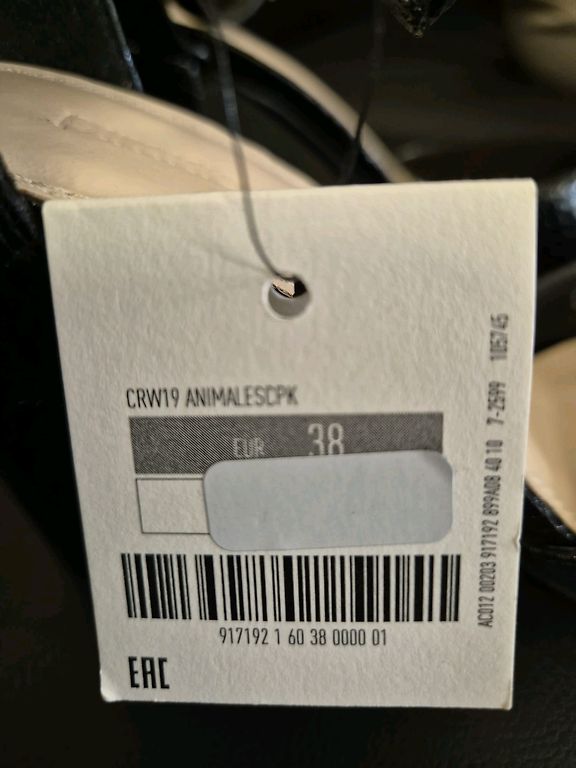 CRW19 ANIMALESCPK
EUR 38
917192 1 60 38 0000 01
EAC
AC012 00203 917192 899A08 40 10 7-2599 105745